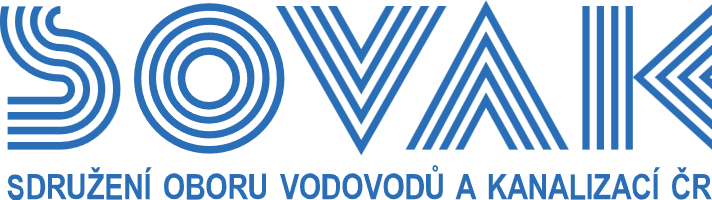 SOVAK
SDRUŽENÍ OBORU VODOVODŮ A KANALIZACÍ ČR